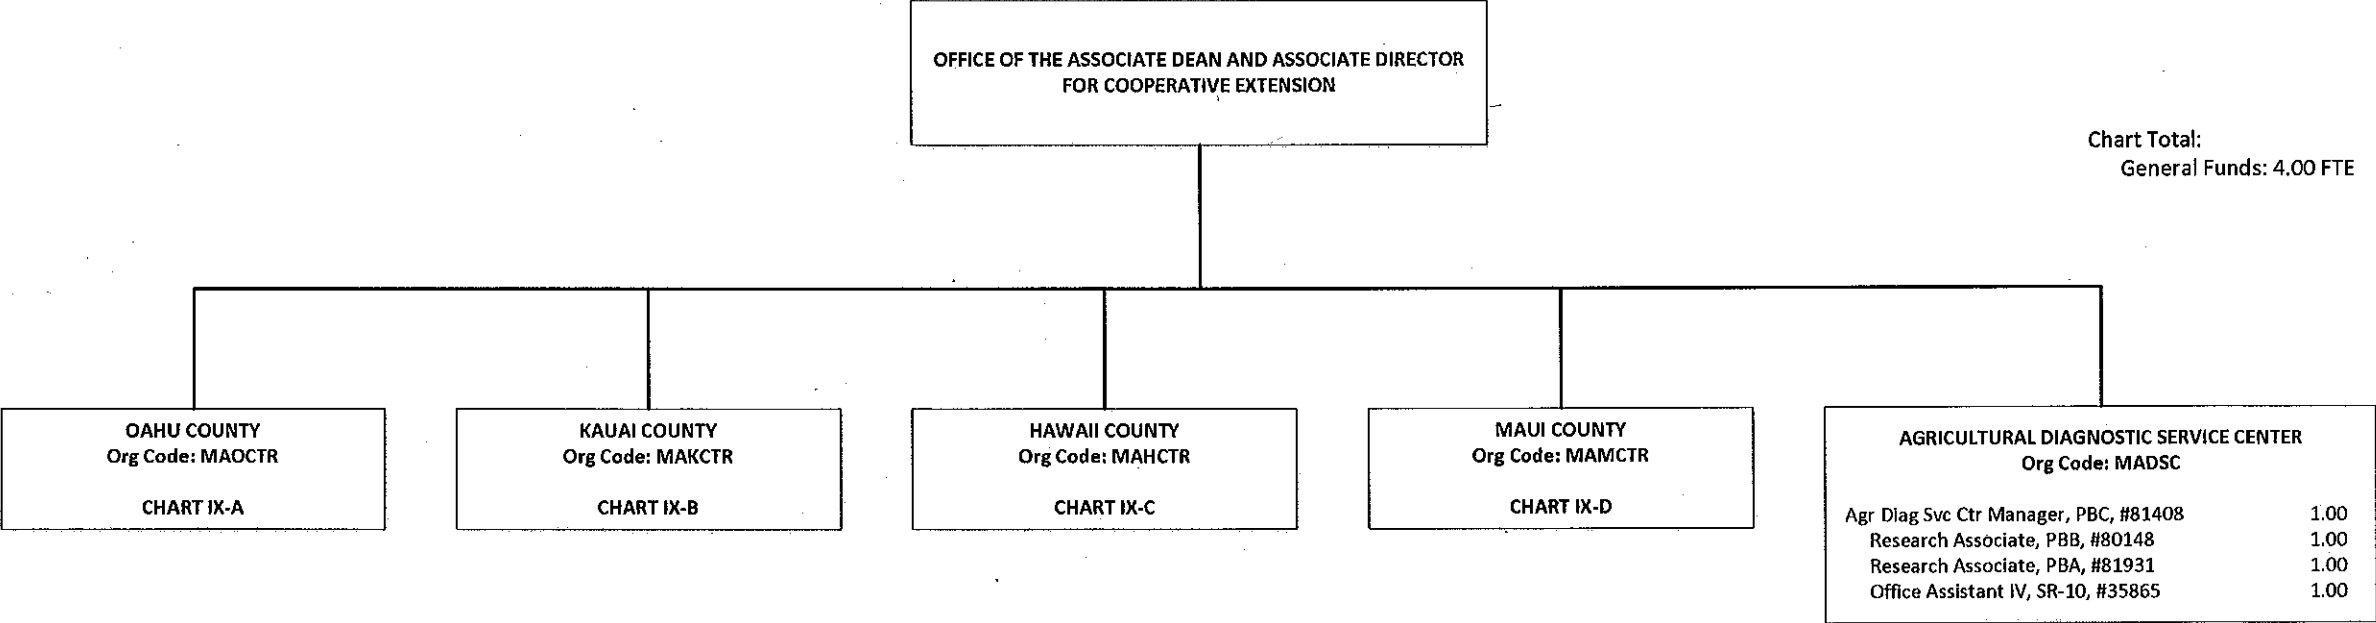 OFFICE OF THE ASSOCIATE DEAN AND ASSOCIATE DIRECTOR
FOR COOPERATIVE EXTENSION
Chart Total:
General Funds: 4.00 FTE
OAHU COUNTY
Org Code: MAOCTR
CHART IX-A
KAUAI COUNTY
Org Code: MAKCTR
CHART IX-B
HAWAII COUNTY
Org Code: MAHCTR
CHART IX-C
MAUI COUNTY
Org Code: MAMCTR
CHART IX-D
AGRICULTURAL DIAGNOSTIC SERVICE CENTER
Org Code: MADSC
Agr Diag Svc Ctr Manager, PBC, #81408 1.00
Research Associate, PBB, #80148 1.00
Research Associate, PBA, #81931 1.00
Office Assistant IV, SR-10, #35865 1.00